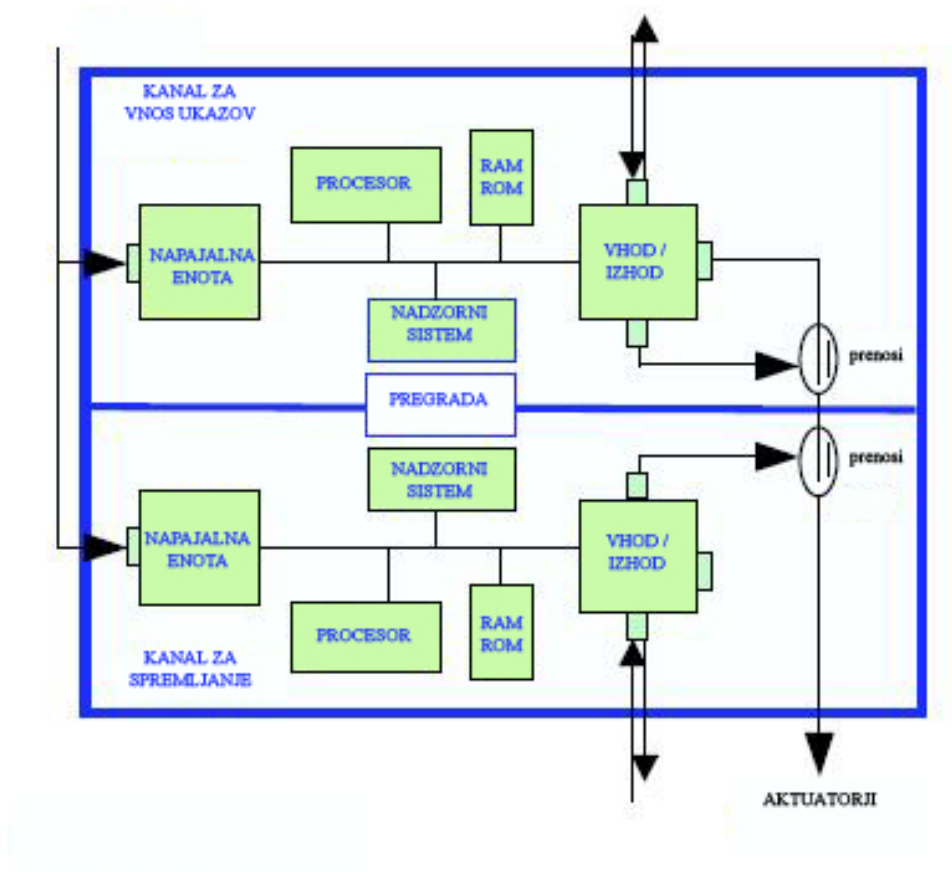 KANAL ZA
VNOS UKAZOV
PROCESOR
RAM
ROM
NAPAJALNA
ENOTA
VHOD /
IZHOD
NADZORNI
SISTEM
prenosi
PREGRADA
prenosi
NADZORNI
SISTEM
NAPAJALNA
ENOTA
VHOD /
IZHOD
PROCESOR
RAM
ROM
KANAL ZA
SPREMLJANJE
AKTUATORJI